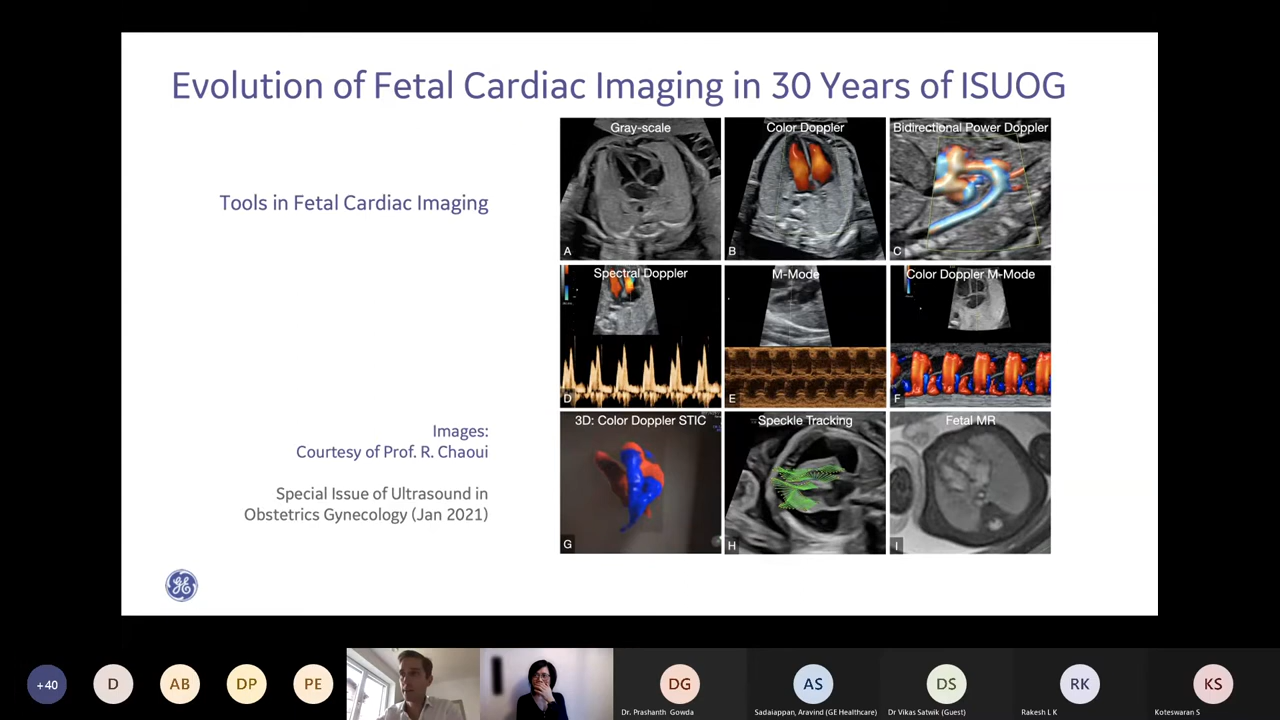 Evolution of Fetal Cardiac Imaging in 30 Years of ISUOG
Tools in Fetal Cardiac Imaging
Gray-scale
A
Color Doppler
B
Bidirectional Power Doppler
C
Spectral Doppler
D
M-Mode
E
Color Doppler M-Mode
F
3D: Color Doppler STIC
G
Speckle Tracking
H
Fetal MR
I
Images:
Courtesy of Prof. R. Chaoui
Special Issue of Ultrasound in
Obstetrics Gynecology (Jan 2021)
GE
+40
D
AB
DP
PE
DG
Dr. Prashanth Gowda
AS
Sadaiappan, Aravind (GE Healthcare)
DS
Dr Vikas Satwik (Guest)
RK
Rakesh L K
KS
Koteswaran S